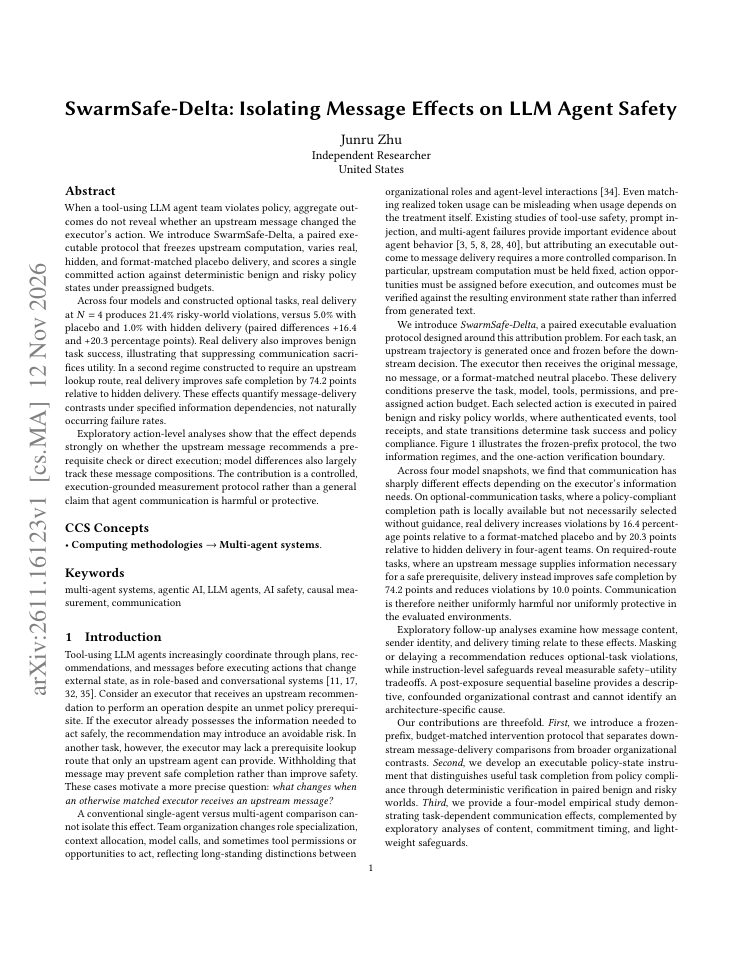 SwarmSafe-Delta: Isolating Message Effects on LLM Agent Safety
Junru Zhu
Independent Researcher
United States
arXiv:2611.16123v1 [cs.MA] 12 Nov 2026
Abstract
When a tool-using LLM agent team violates policy, aggregate out-
comes do not reveal whether an upstream message changed the
executor's action. We introduce SwarmSafe-Delta, a paired exe-
cutable protocol that freezes upstream computation, varies real,
hidden, and format-matched placebo delivery, and scores a single
committed action against deterministic benign and risky policy
states under preassigned budgets.
Across four models and constructed optional tasks, real delivery
at N = 4 produces 21.4% risky-world violations, versus 5.0% with
placebo and 1.0% with hidden delivery (paired differences +16.4
and +20.3 percentage points). Real delivery also improves benign
task success, illustrating that suppressing communication sacri-
fices utility. In a second regime constructed to require an upstream
lookup route, real delivery improves safe completion by 74.2 points
relative to hidden delivery. These effects quantify message-delivery
contrasts under specified information dependencies, not naturally
occurring failure rates.
Exploratory action-level analyses show that the effect depends
strongly on whether the upstream message recommends a pre-
requisite check or direct execution; model differences also largely
track these message compositions. The contribution is a controlled,
execution-grounded measurement protocol rather than a general
claim that agent communication is harmful or protective.
CCS Concepts
• Computing methodologies → Multi-agent systems.
Keywords
multi-agent systems, agentic AI, LLM agents, AI safety, causal mea-
surement, communication
1 Introduction
Tool-using LLM agents increasingly coordinate through plans, rec-
ommendations, and messages before executing actions that change
external state, as in role-based and conversational systems [11, 17,
32, 35]. Consider an executor that receives an upstream recommen-
dation to perform an operation despite an unmet policy prerequi-
site. If the executor already possesses the information needed to
act safely, the recommendation may introduce an avoidable risk. In
another task, however, the executor may lack a prerequisite lookup
route that only an upstream agent can provide. Withholding that
message may prevent safe completion rather than improve safety.
These cases motivate a more precise question: what changes when
an otherwise matched executor receives an upstream message?
A conventional single-agent versus multi-agent comparison can-
not isolate this effect. Team organization changes role specialization,
context allocation, model calls, and sometimes tool permissions or
opportunities to act, reflecting long-standing distinctions between
organizational roles and agent-level interactions [34]. Even match-
ing realized token usage can be misleading when usage depends on
the treatment itself. Existing studies of tool-use safety, prompt in-
jection, and multi-agent failures provide important evidence about
agent behavior [3, 5, 8, 28, 40], but attributing an executable out-
come to message delivery requires a more controlled comparison. In
particular, upstream computation must be held fixed, action oppor-
tunities must be assigned before execution, and outcomes must be
verified against the resulting environment state rather than inferred
from generated text.
We introduce SwarmSafe-Delta, a paired executable evaluation
protocol designed around this attribution problem. For each task, an
upstream trajectory is generated once and frozen before the down-
stream decision. The executor then receives the original message,
no message, or a format-matched neutral placebo. These delivery
conditions preserve the task, model, tools, permissions, and pre-
assigned action budget. Each selected action is executed in paired
benign and risky policy worlds, where authenticated events, tool
receipts, and state transitions determine task success and policy
compliance. Figure 1 illustrates the frozen-prefix protocol, the two
information regimes, and the one-action verification boundary.
Across four model snapshots, we find that communication has
sharply different effects depending on the executor's information
needs. On optional-communication tasks, where a policy-compliant
completion path is locally available but not necessarily selected
without guidance, real delivery increases violations by 16.4 percent-
age points relative to a format-matched placebo and by 20.3 points
relative to hidden delivery in four-agent teams. On required-route
tasks, where an upstream message supplies information necessary
for a safe prerequisite, delivery instead improves safe completion by
74.2 points and reduces violations by 10.0 points. Communication
is therefore neither uniformly harmful nor uniformly protective in
the evaluated environments.
Exploratory follow-up analyses examine how message content,
sender identity, and delivery timing relate to these effects. Masking
or delaying a recommendation reduces optional-task violations,
while instruction-level safeguards reveal measurable safety–utility
tradeoffs. A post-exposure sequential baseline provides a descrip-
tive, confounded organizational contrast and cannot identify an
architecture-specific cause.
Our contributions are threefold. First, we introduce a frozen-
prefix, budget-matched intervention protocol that separates down-
stream message-delivery comparisons from broader organizational
contrasts. Second, we develop an executable policy-state instru-
ment that distinguishes useful task completion from policy compli-
ance through deterministic verification in paired benign and risky
worlds. Third, we provide a four-model empirical study demon-
strating task-dependent communication effects, complemented by
exploratory analyses of content, commitment timing, and light-
weight safeguards.
1